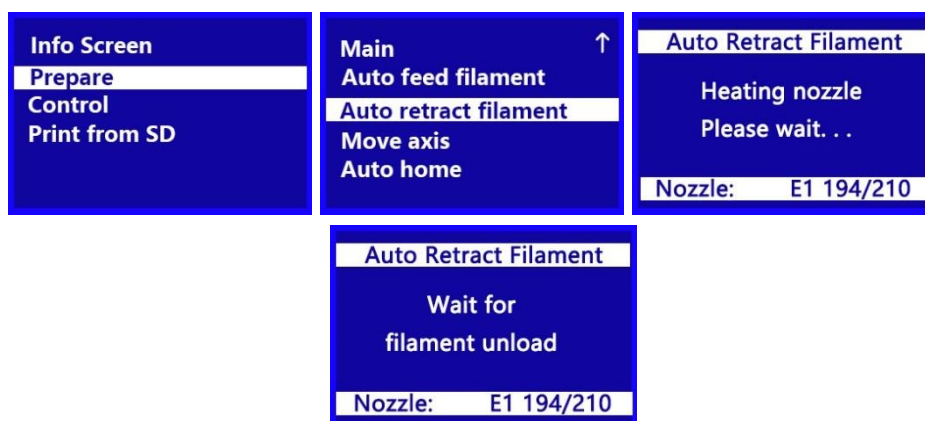 Info Screen
Prepare
Control
Print from SD
Main ↑
Auto feed filament
Auto retract filament
Move axis
Auto home
Auto Retract Filament
Heating nozzle
Please wait. . .
Nozzle: E1 194/210
Auto Retract Filament
Wait for
filament unload
Nozzle: E1 194/210